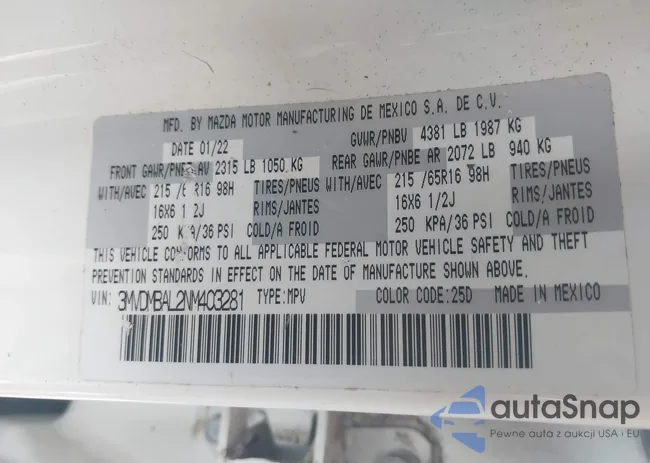 MFD. BY MAZDA MOTOR MANUFACTURING DE MEXICO S.A. DE C.V.
DATE 01/22 GVWR/PNBV 4381 LB 1987 KG
FRONT GAWR/PNBE AV 2315 LB 1050 KG REAR GAWR/PNBE AR 2072 LB 940 KG
WITH/AVEC 215 /65R16 98H TIRES/PNEUS WITH/AVEC 215 /65R16 98H TIRES/PNEUS
16X6 1/2J RIMS/JANTES 16X6 1/2J RIMS/JANTES
250 KPA/36 PSI COLD/A FROID 250 KPA/36 PSI COLD/A FROID
THIS VEHICLE CONFORMS TO ALL APPLICABLE FEDERAL MOTOR VEHICLE SAFETY AND THEFT
PREVENTION STANDARDS IN EFFECT ON THE DATE OF MANUFACTURE SHOWN ABOVE.
VIN: 3MVDMBAL2NM403281 TYPE:MPV COLOR CODE:25D MADE IN MEXICO
autaSnap
Pewne auta z aukcji USA i EU